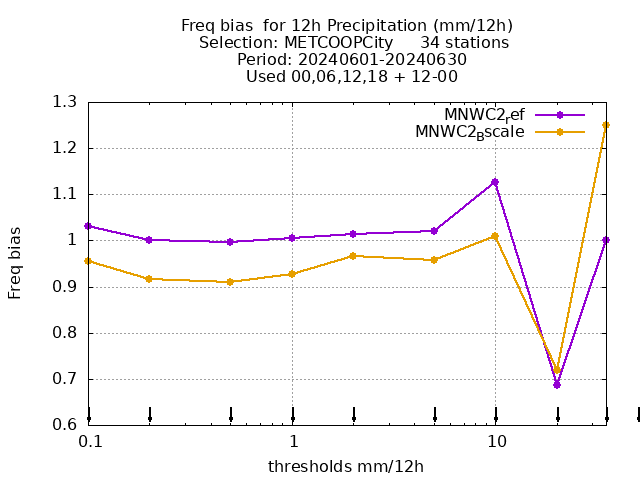 Freq bias  for 12h Precipitation (mm/12h)
Selection: METCOOPCity     34 stations
Period: 20240601-20240630
Used 00,06,12,18 + 12-00
MNWC2ref
MNWC2Bscale
1.3
1.2
1.1
1
0.9
0.8
0.7
0.6
Freq bias
0.1 1 10
thresholds mm/12h